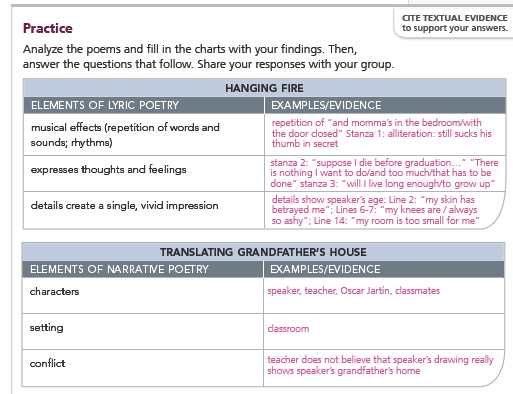 CITE TEXTUAL EVIDENCE
to support your answers.
Practice
Analyze the poems and fill in the charts with your findings. Then,
answer the questions that follow. Share your responses with your group.
HANGING FIRE
ELEMENTS OF LYRIC POETRY EXAMPLES/EVIDENCE
musical effects (repetition of words and
sounds; rhythms)
repetition of “and momma’s in the bedroom/with
the door closed” Stanza 1: alliteration: still sucks his
thumb in secret
expresses thoughts and feelings
stanza 2: “suppose I die before graduation…” “There
is nothing I want to do/and too much/that has to be
done” stanza 3: “will I live long enough/to grow up”
details create a single, vivid impression
details show speaker’s age: Line 2: “my skin has
betrayed me”; Lines 6-7: “my knees are / always
so ashy”; Line 14: “my room is too small for me”
TRANSLATING GRANDFATHER’S HOUSE
ELEMENTS OF NARRATIVE POETRY EXAMPLES/EVIDENCE
characters speaker, teacher, Oscar Jartín, classmates
setting classroom
conflict
teacher does not believe that speaker’s drawing really
shows speaker’s grandfather’s home